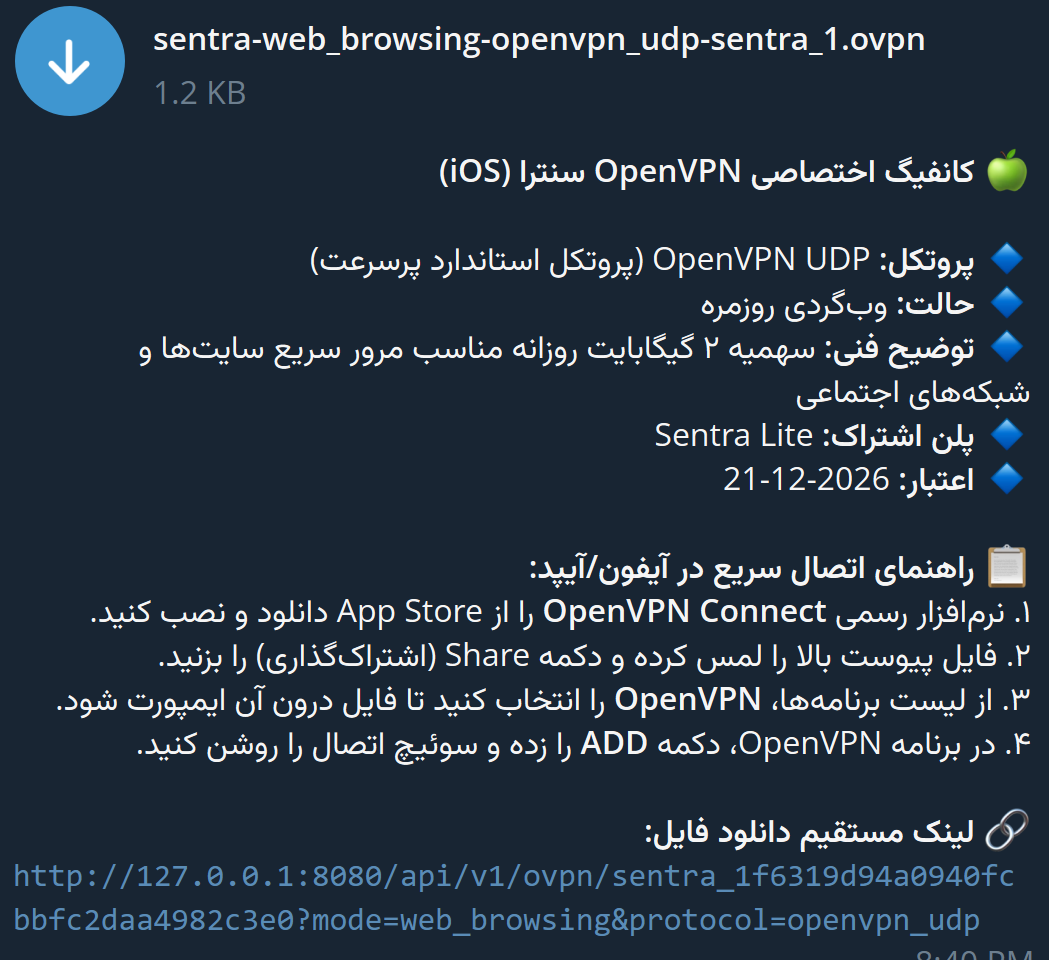 sentra-web_browsing-openvpn_udp-sentra_1.ovpn
1.2 KB
🍏 کانفیگ اختصاصی OpenVPN سنترا (iOS)
🔹 پروتکل: OpenVPN UDP (پروتکل استاندارد پرسرعت)
🔹 حالت: وب‌گردی روزمره
🔹 توضیح فنی: سهمیه ۲ گیگابایت روزانه مناسب مرور سریع سایت‌ها و
شبکه‌های اجتماعی
🔹 پلن اشتراک: Sentra Lite
🔹 اعتبار: 21-12-2026
📋 راهنمای اتصال سریع در آیفون/آیپد:
۱. نرم‌افزار رسمی OpenVPN Connect را از App Store دانلود و نصب کنید.
۲. فایل پیوست بالا را لمس کرده و دکمه Share (اشتراک‌گذاری) را بزنید.
۳. از لیست برنامه‌ها، OpenVPN را انتخاب کنید تا فایل درون آن ایمپورت شود.
۴. در برنامه OpenVPN، دکمه ADD را زده و سوئیچ اتصال را روشن کنید.
🔗 لینک مستقیم دانلود فایل:
http://127.0.0.1:8080/api/v1/ovpn/sentra_1f6319d94a0940fc
bbfc2daa4982c3e0?mode=web_browsing&protocol=openvpn_udp
8:40 PM